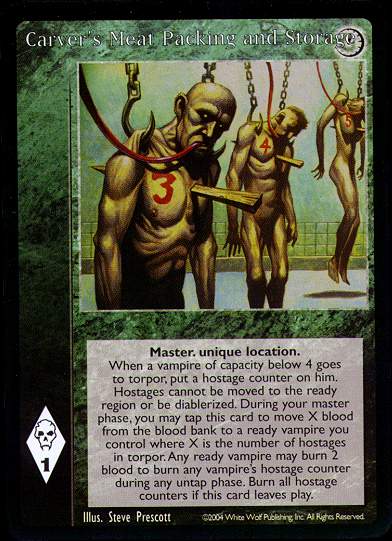 Carver's Meat Packing and Storage
3
4
5
Master. unique location.
When a vampire of capacity below 4 goes
to torpor, put a hostage counter on him.
Hostages cannot be moved to the ready
region or be diablerized. During your master
phase, you may tap this card to move X blood
from the blood bank to a ready vampire you
control where X is the number of hostages
in torpor. Any ready vampire may burn 2
blood to burn any vampire's hostage counter
during any untap phase. Burn all hostage
counters if this card leaves play.
1
Illus. Steve Prescott
©2004 White Wolf Publishing, Inc. All Rights Reserved.